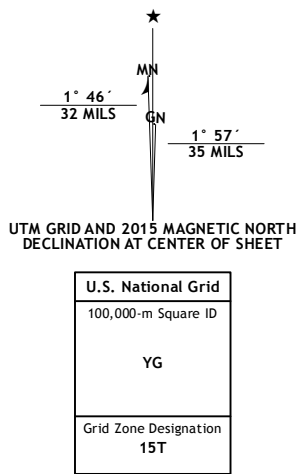 MN
1° 46´
32 MILS
GN
1° 57´
35 MILS
UTM GRID AND 2015 MAGNETIC NORTH
DECLINATION AT CENTER OF SHEET
U.S. National Grid
100,000-m Square ID
YG
Grid Zone Designation
15T